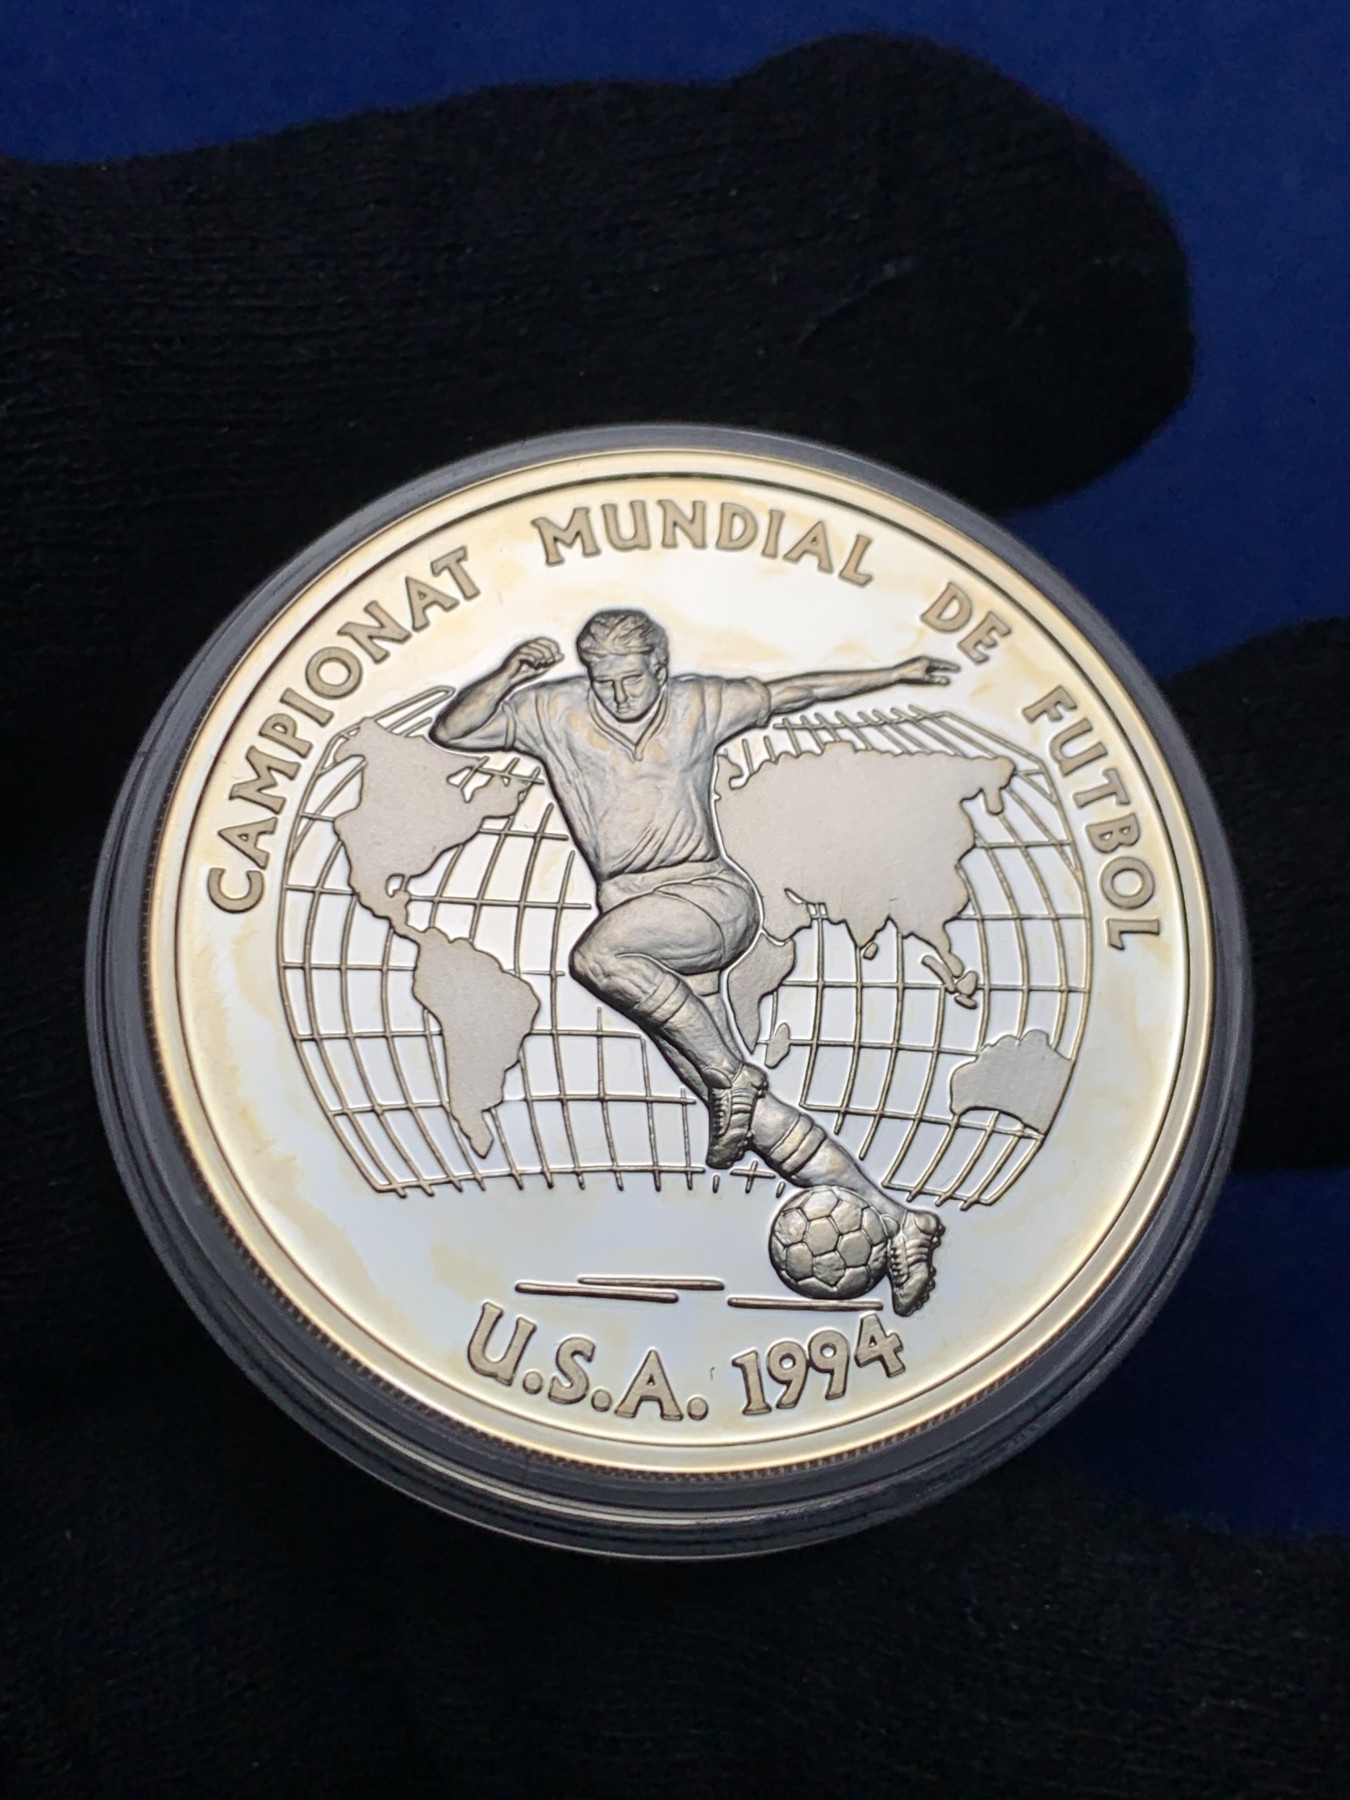 CAMPIONAT MUNDIAL DE FUTBOL
U.S.A. 1994